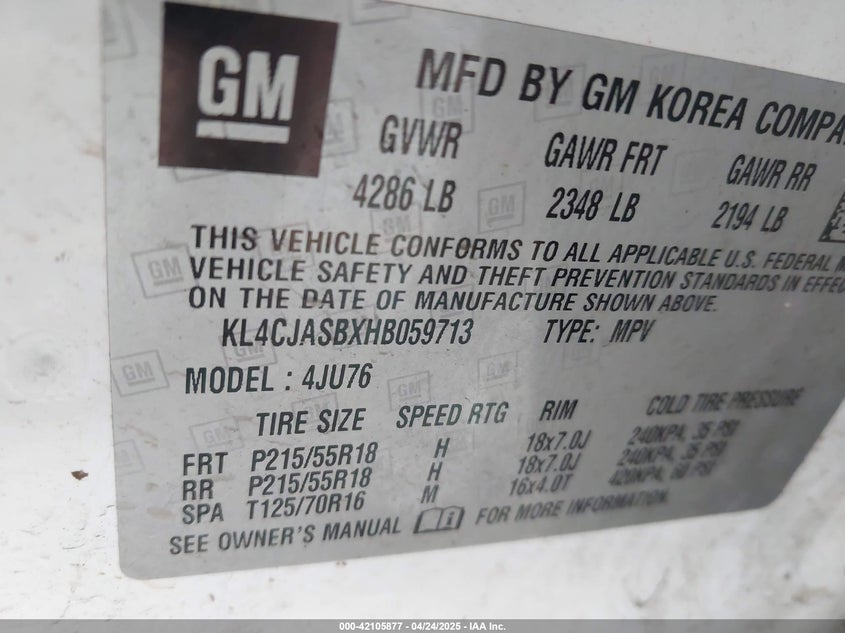 GM
MFD BY GM KOREA COMPA
GVWR GAWR FRT GAWR RR
4286 LB 2348 LB 2194 LB
THIS VEHICLE CONFORMS TO ALL APPLICABLE U.S. FEDERAL M
VEHICLE SAFETY AND THEFT PREVENTION STANDARDS IN EFFEC
ON THE DATE OF MANUFACTURE SHOWN ABOVE.
KL4CJASBXHB059713 TYPE: MPV
MODEL : 4JU76
TIRE SIZE SPEED RTG RIM COLD TIRE PRESSURE
FRT P215/55R18 H 18x7.0J 240KPA, 35 PSI
RR P215/55R18 H 18x7.0J 240KPA, 35 PSI
SPA T125/70R16 M 16x4.0T 420KPA, 60 PSI
SEE OWNER'S MANUAL FOR MORE INFORMATION.
000-42105877 - 04/24/2025 - IAA Inc.